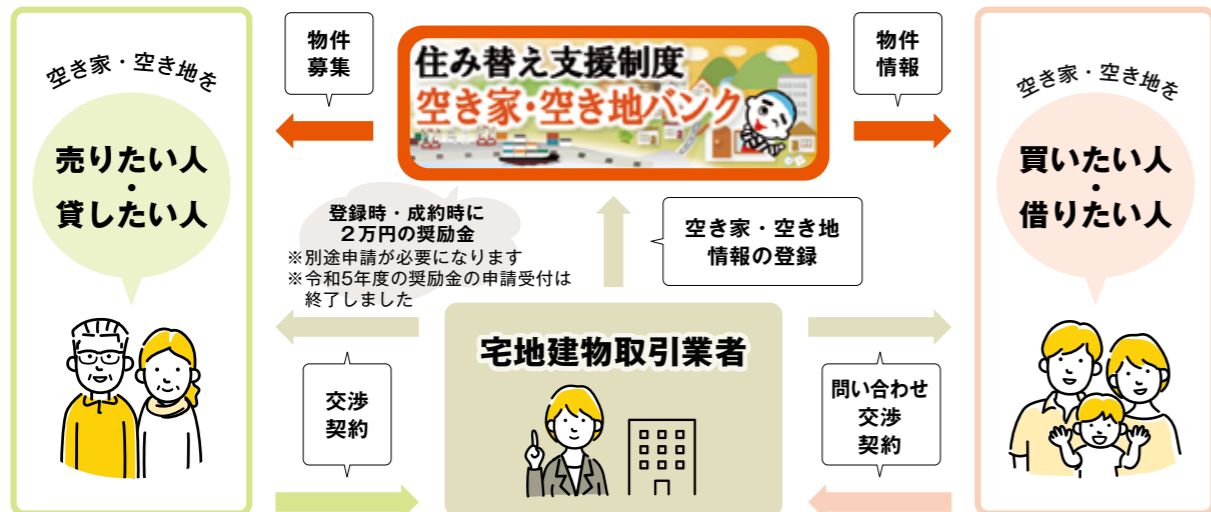 空き家・空き地を
売りたい人
・
貸したい人
物件
募集
住み替え支援制度
空き家・空き地バンク
物件
情報
空き家・空き地を
買いたい人
・
借りたい人
登録時・成約時に
2万円の奨励金
※別途申請が必要になります
※令和5年度の奨励金の申請受付は
終了しました
空き家・空き地
情報の登録
宅地建物取引業者
交渉
契約
問い合わせ
交渉
契約